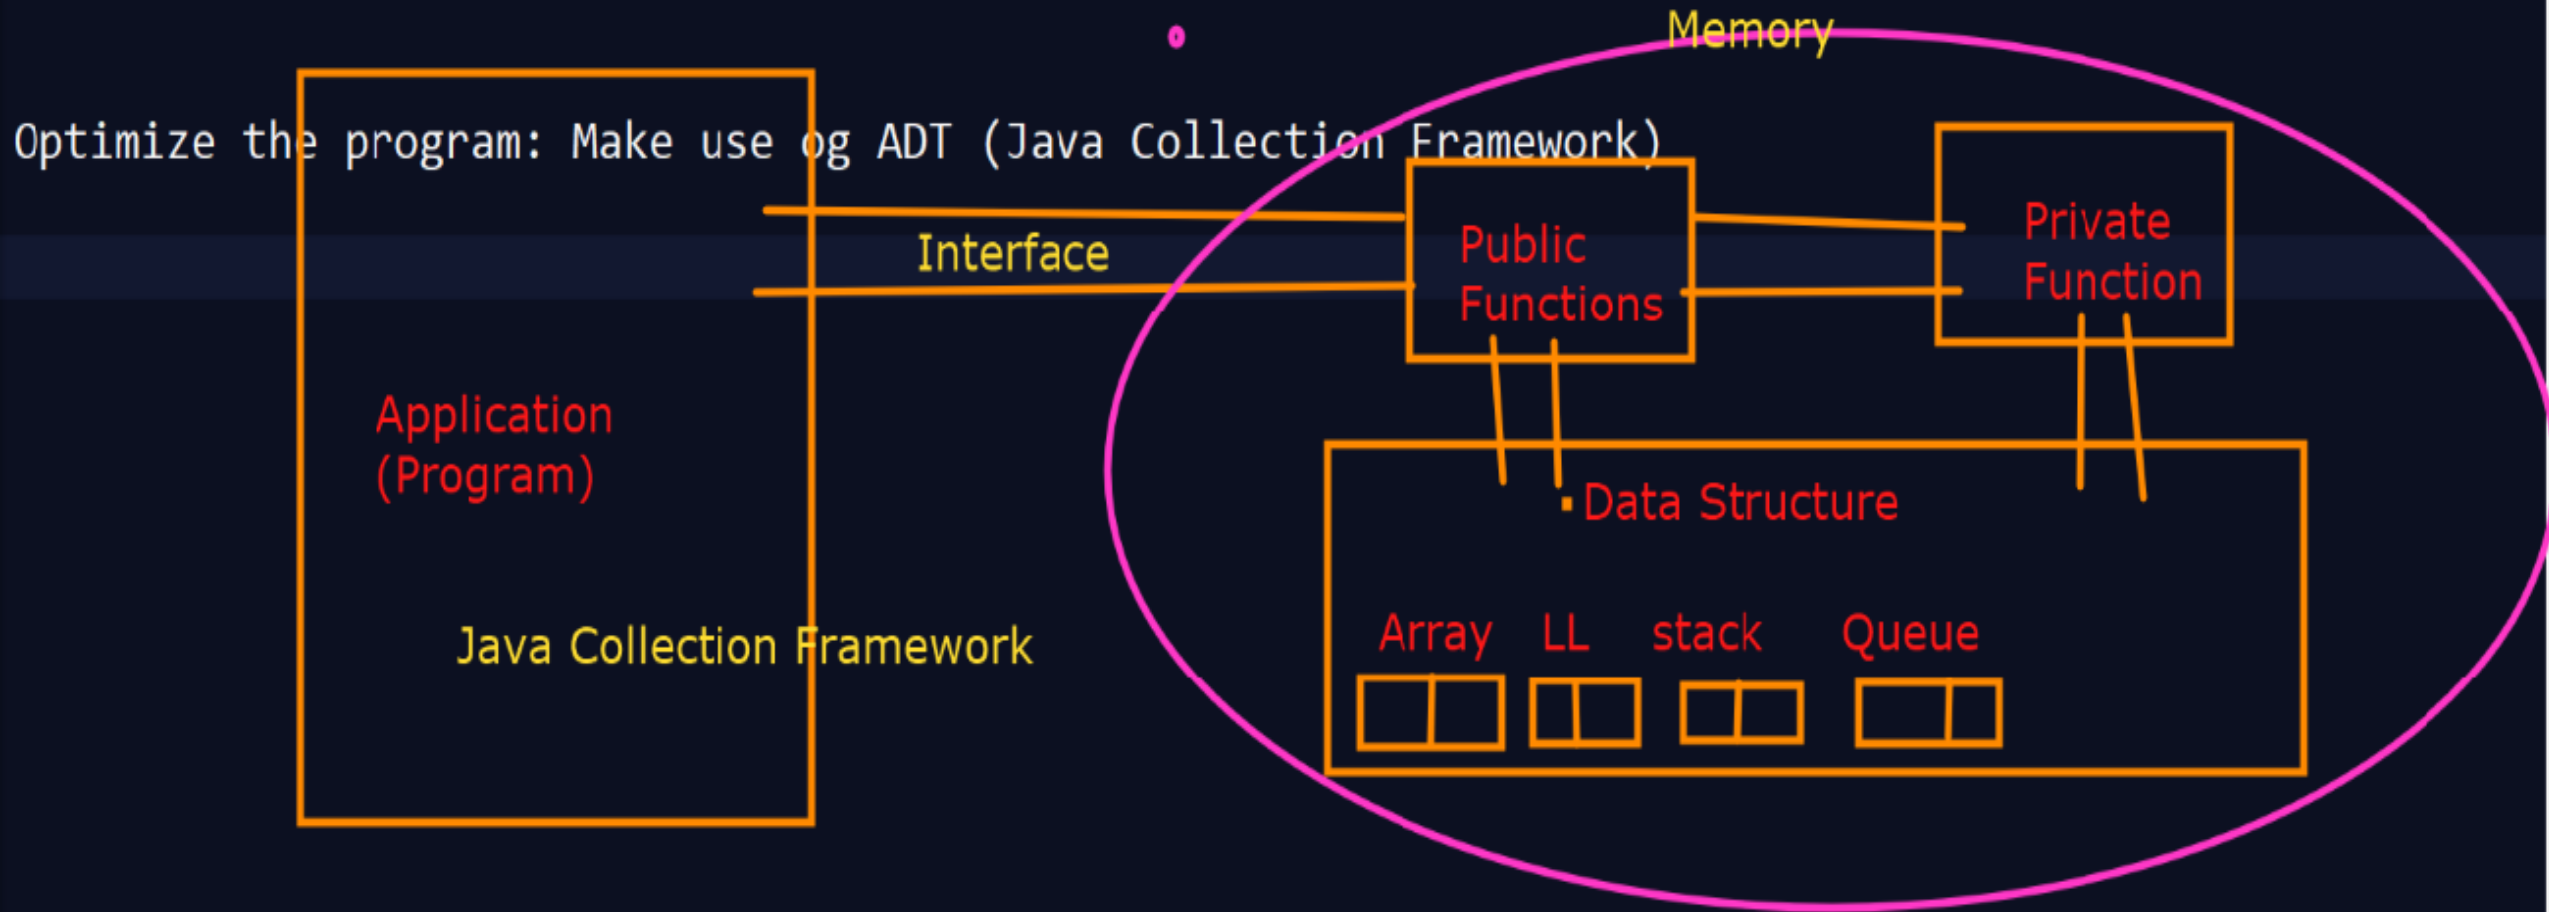 Memory
Optimize the program: Make use og ADT (Java Collection Framework)
Interface
Public
Functions
Private
Function
Application
(Program)
Data Structure
Array LL stack Queue
Java Collection Framework